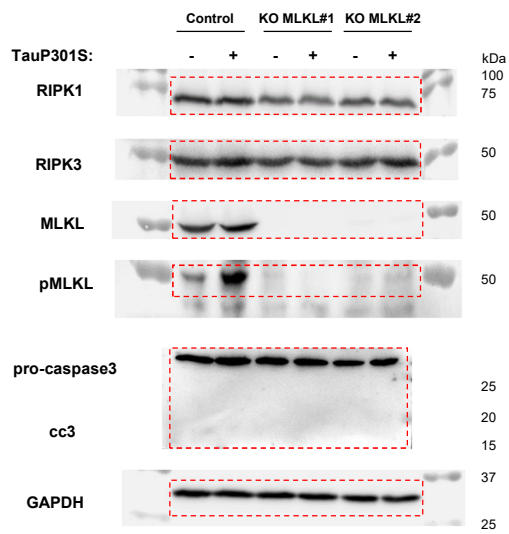 Control KO MLKL#1 KO MLKL#2
TauP301S: - + - + - +
kDa
100
RIPK1 75
RIPK3 50
MLKL 50
pMLKL 50
pro-caspase3
25
cc3 20
15
37
GAPDH
25